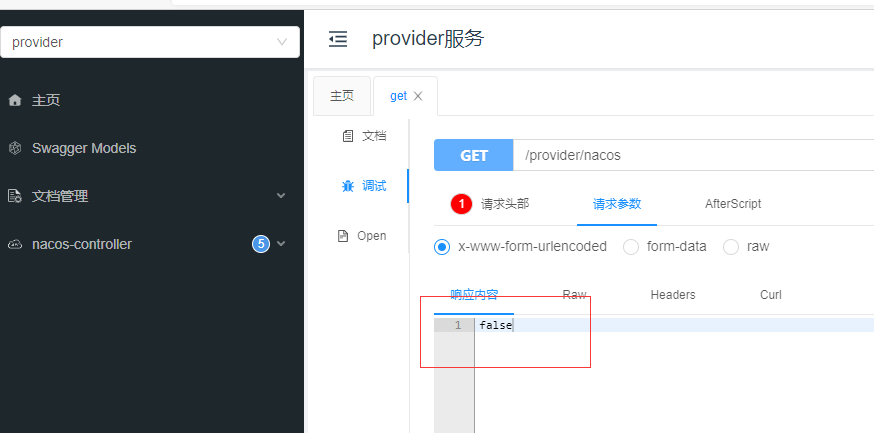 provider
主页
Swagger Models
文档管理
nacos-controller 5
provider服务
主页 get
文档
调试
Open
GET /provider/nacos
1 请求头部 请求参数 AfterScript
x-www-form-urlencoded form-data raw
响应内容 Raw Headers Curl
1 false